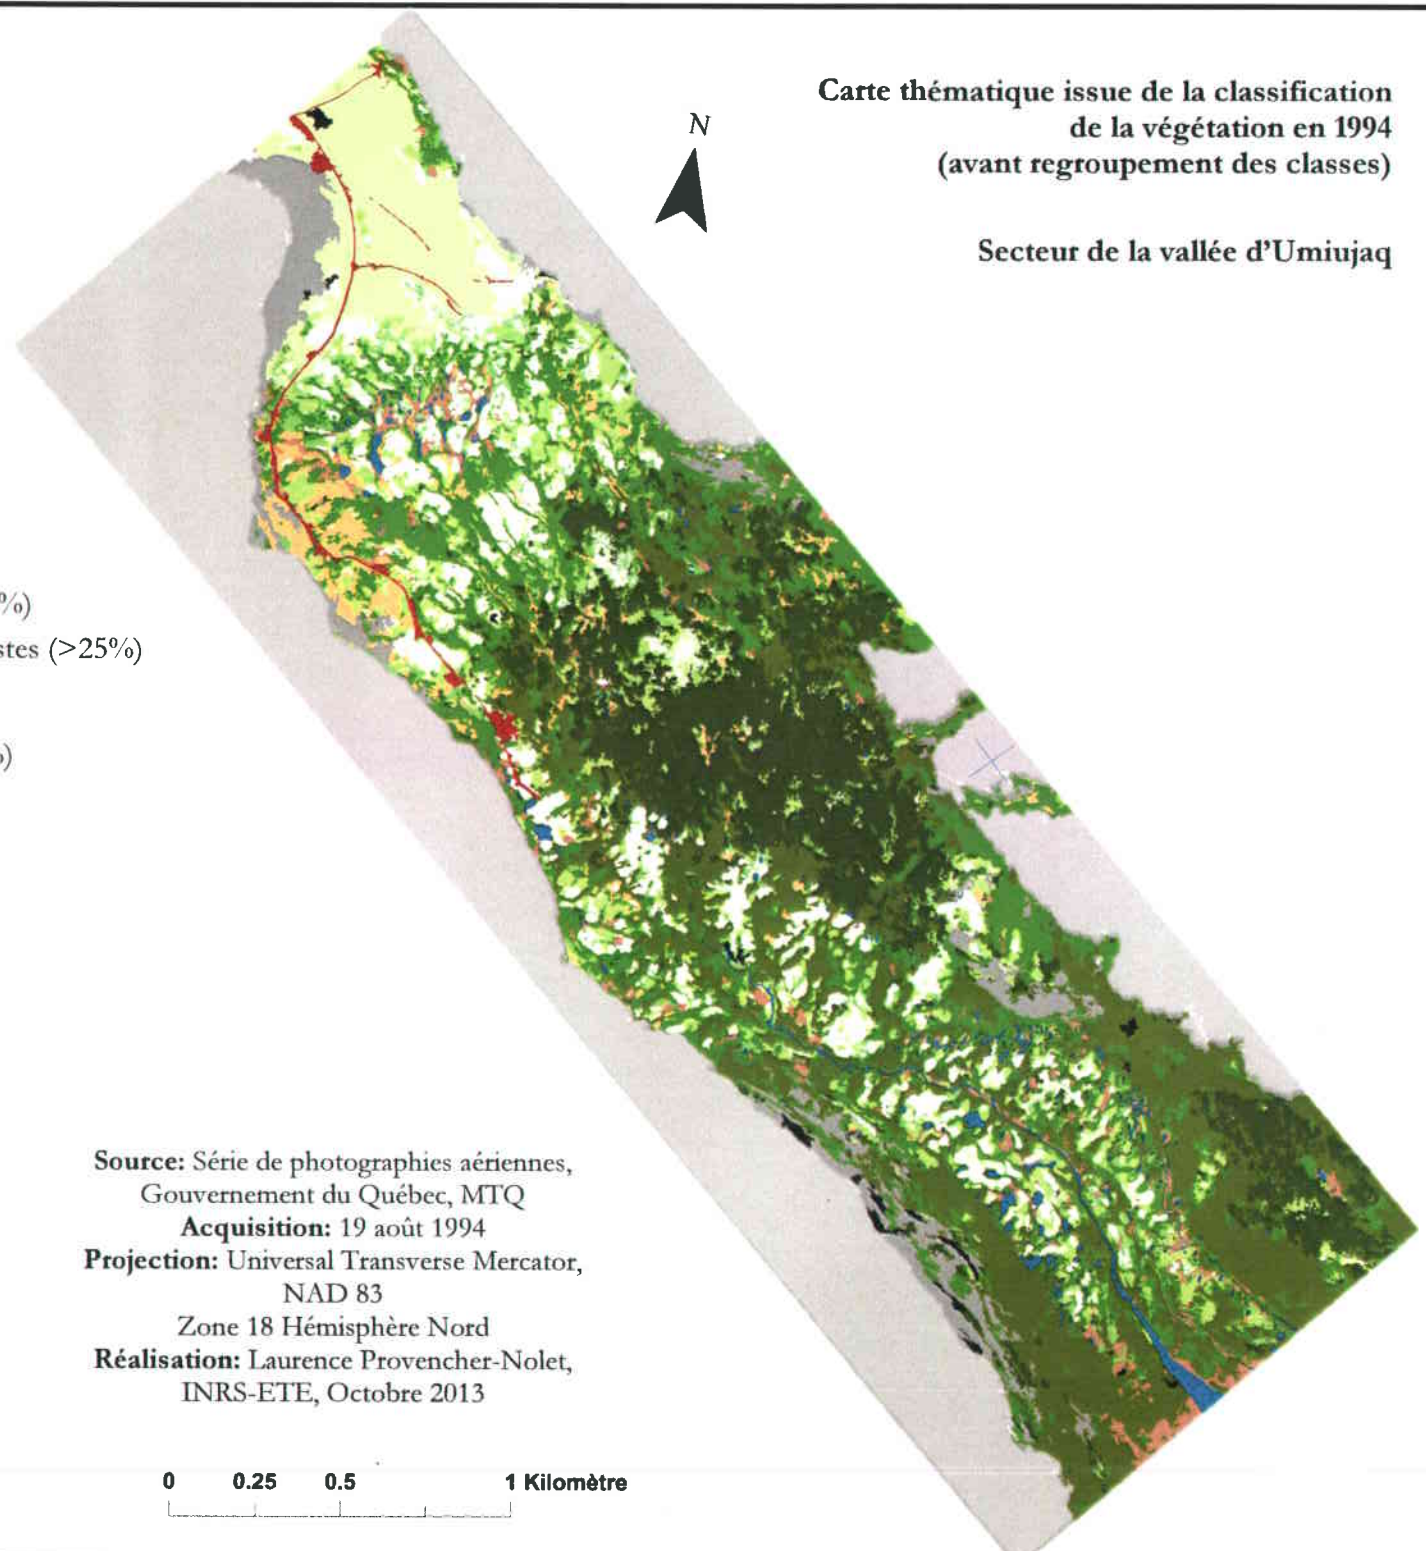 Carte thématique issue de la classification
de la végétation en 1994
(avant regroupement des classes)
Secteur de la vallée d'Umiujaq
N
%)
stes (>25%)
%)
Source: Série de photographies aériennes,
Gouvernement du Québec, MTQ
Acquisition: 19 août 1994
Projection: Universal Transverse Mercator,
NAD 83
Zone 18 Hémisphère Nord
Réalisation: Laurence Provencher-Nolet,
INRS-ETE, Octobre 2013
0 0.25 0.5 1 Kilomètre